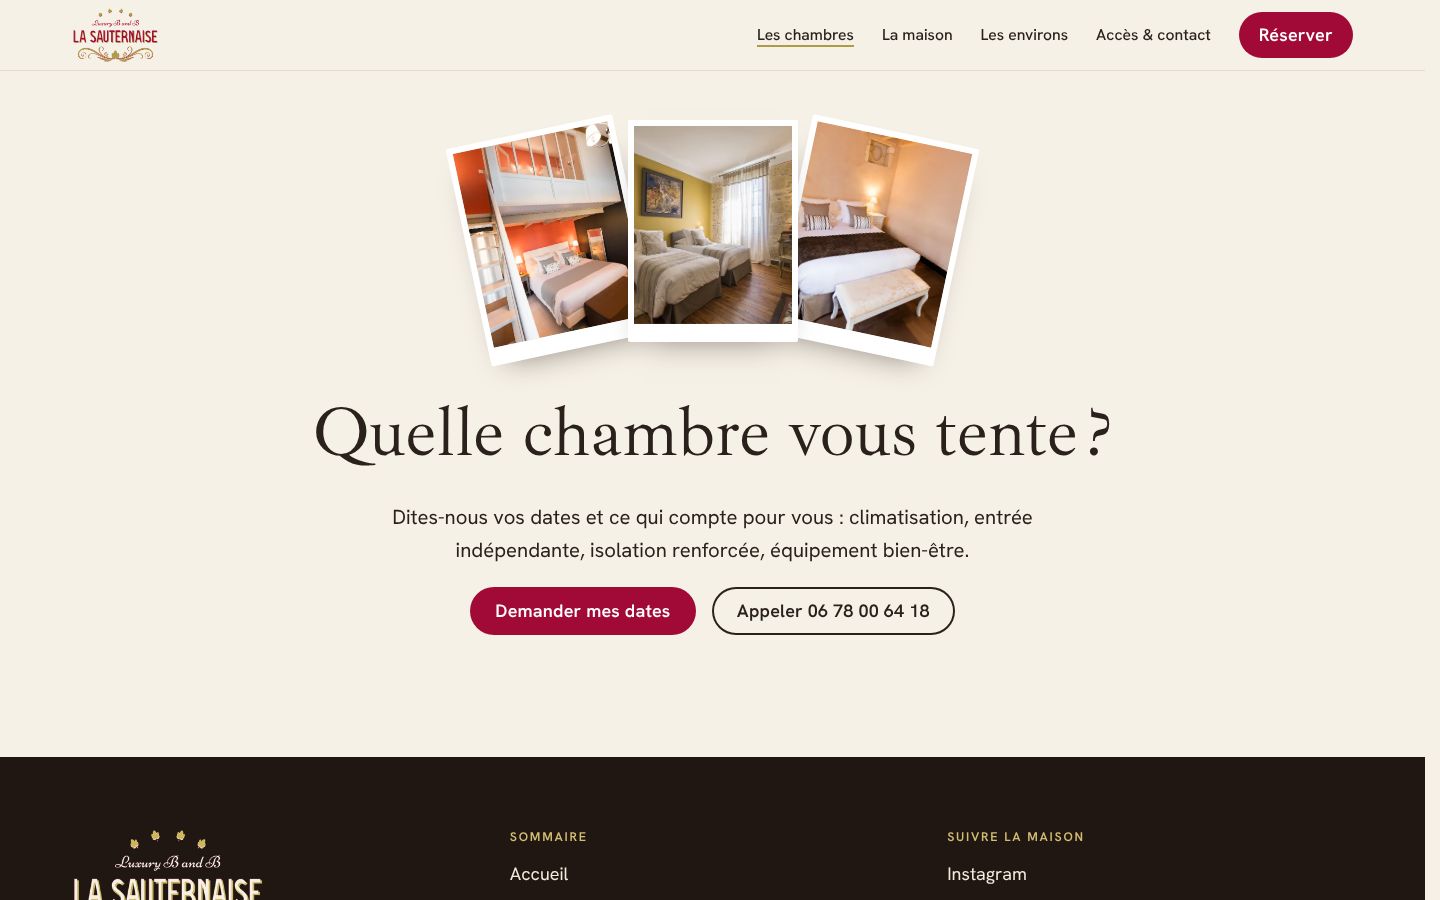 Luxury B and B
LA SAUTERNAISE
Les chambres
La maison
Les environs
Accès & contact
Réserver
Quelle chambre vous tente ?
Dites-nous vos dates et ce qui compte pour vous : climatisation, entrée
indépendante, isolation renforcée, équipement bien-être.
Demander mes dates
Appeler 06 78 00 64 18
Luxury B and B
LA SAUTERNAISE
SOMMAIRE
Accueil
SUIVRE LA MAISON
Instagram